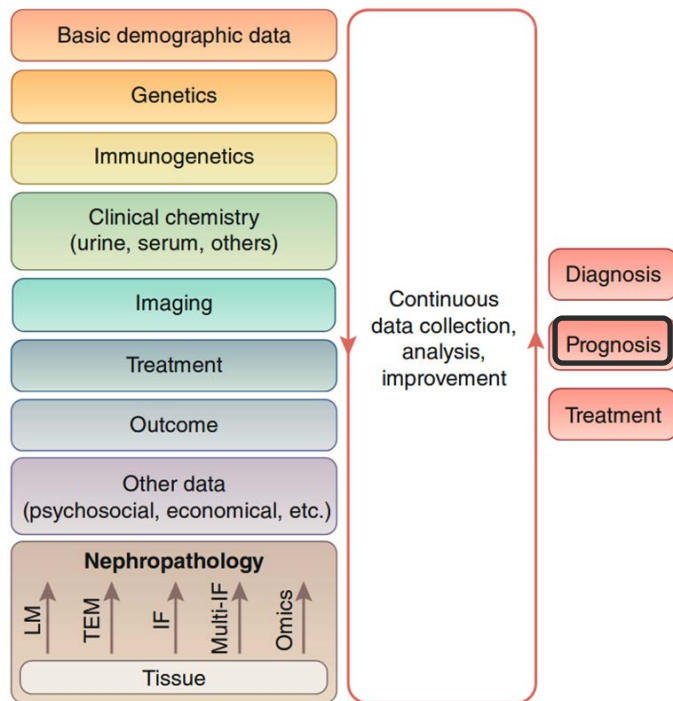 Basic demographic data
Genetics
Immunogenetics
Clinical chemistry
(urine, serum, others)
Imaging
Treatment
Outcome
Other data
(psychosocial, economical, etc.)
Nephropathology
LM
TEM
IF
Multi-IF
Omics
Tissue
Continuous
data collection,
analysis,
improvement
Diagnosis
Prognosis
Treatment